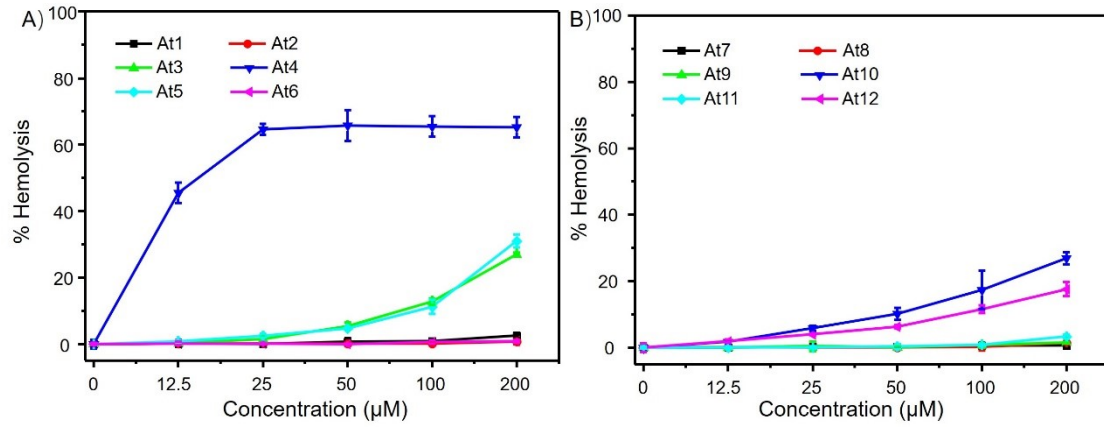 A)
100
80
60
40
20
0
% Hemolysis
At1 At2
At3 At4
At5 At6
0 12.5 25 50 100 200
Concentration (µM)
B)
100
80
60
40
20
0
% Hemolysis
At7 At8
At9 At10
At11 At12
0 12.5 25 50 100 200
Concentration (µM)